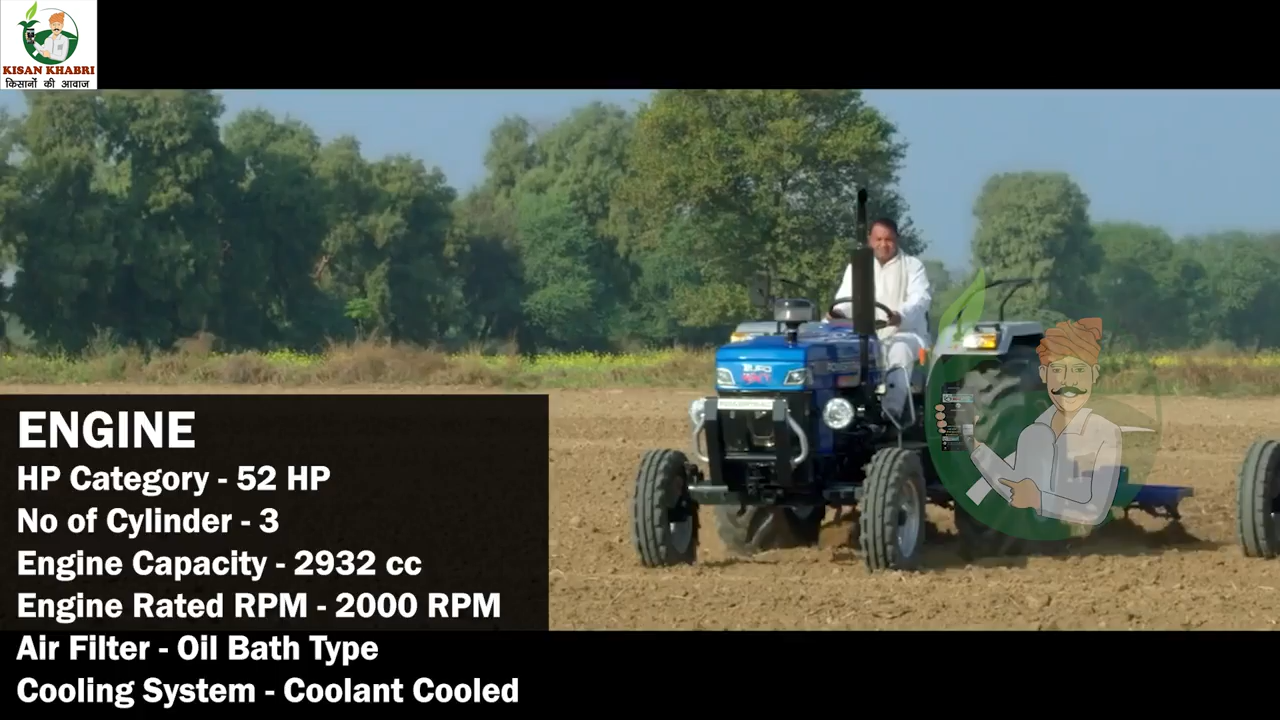 KISAN KHABRI
किसानों की आवाज
ENGINE
HP Category - 52 HP
No of Cylinder - 3
Engine Capacity - 2932 cc
Engine Rated RPM - 2000 RPM
Air Filter - Oil Bath Type
Cooling System - Coolant Cooled